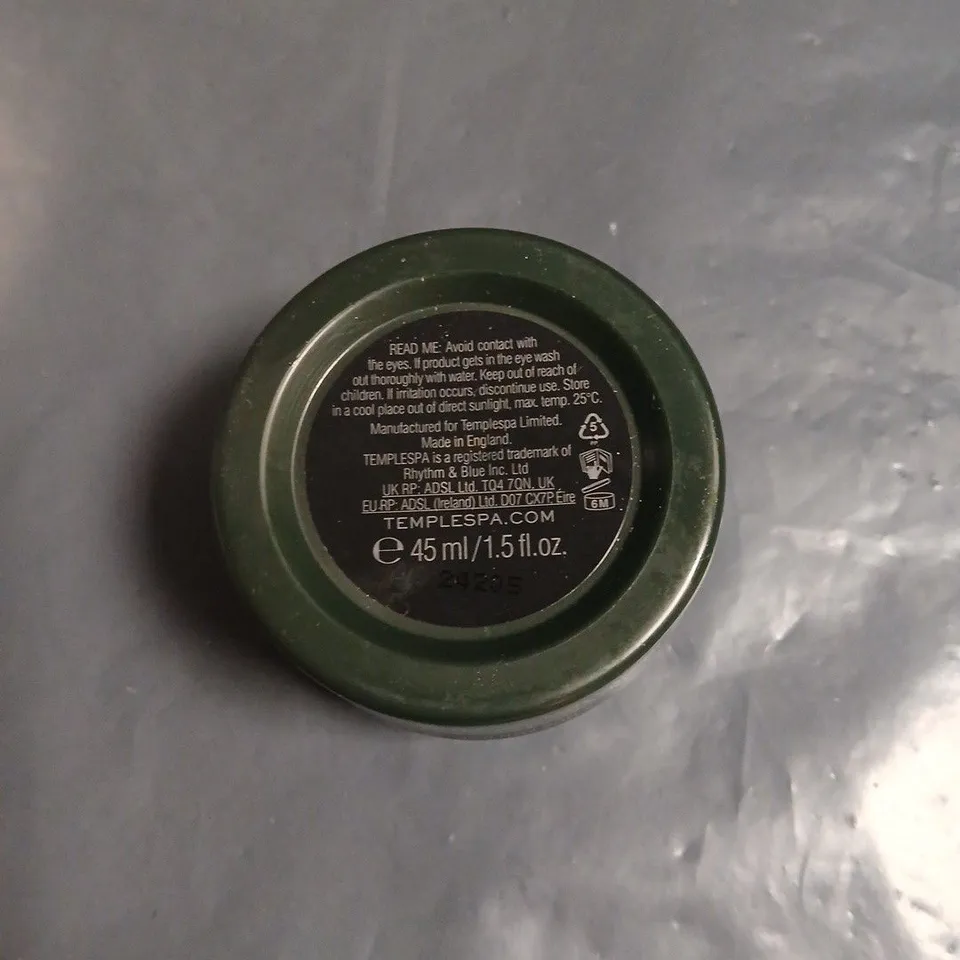 READ ME: Avoid contact with
the eyes. If product gets in the eye wash
out thoroughly with water. Keep out of reach of
children. If irritation occurs, discontinue use. Store
in a cool place out of direct sunlight, max. temp. 25°C.
Manufactured for Templespa Limited.
Made in England.
TEMPLESPA is a registered trademark of
Rhythm & Blue Inc. Ltd
UK RP: ADSL Ltd. TO4 7QN. UK
EU RP: ADSL (Ireland) Ltd. D07 CX7P Éire
TEMPLESPA.COM
℮ 45 ml/1.5 fl.oz.
24205
5
PP
6M